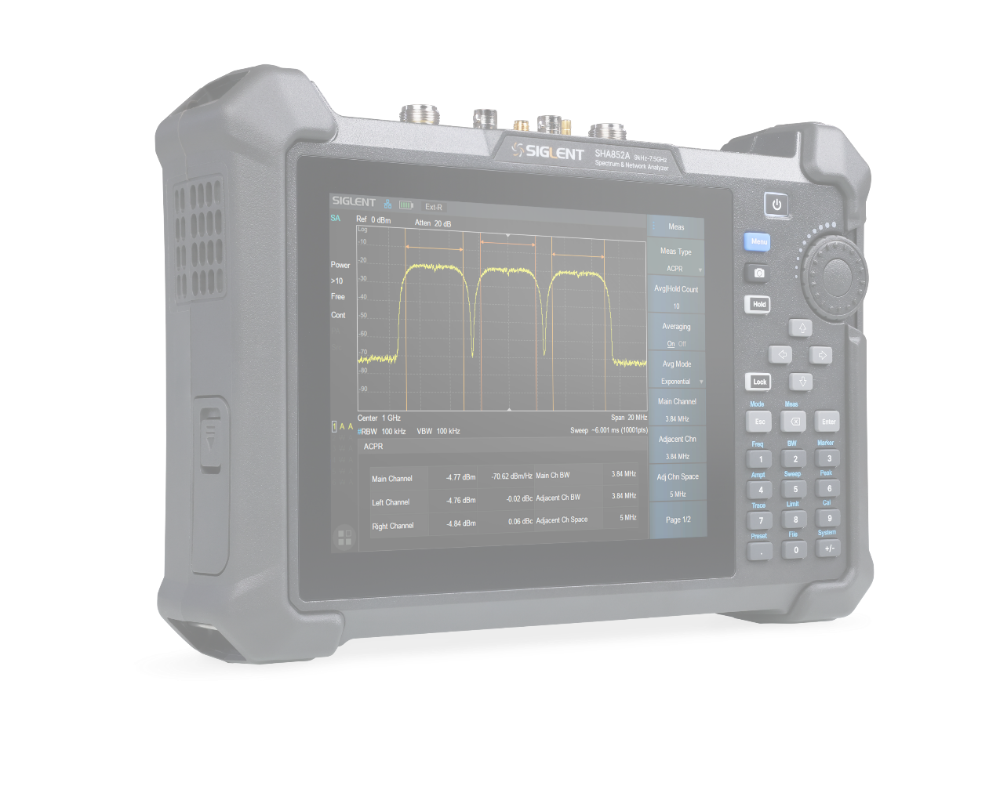 SIGLENT
SHA852A 9kHz-7.5GHz
Spectrum & Network Analyzer
SIGLENT Ext-R
SA Ref 0 dBm Atten 20 dB
Log
-10
-20
-30
-40
-50
-60
-70
-80
-90
Power
>10
Free
Cont
1 A A
Center 1 GHz Span 20 MHz
#RBW 100 kHz VBW 100 kHz Sweep ~6.001 ms (10001pts)
ACPR
Main Channel -4.77 dBm -70.62 dBm/Hz Main Ch BW 3.84 MHz
Left Channel -4.76 dBm -0.02 dBc Adjacent Ch BW 3.84 MHz
Right Channel -4.84 dBm 0.06 dBc Adjacent Ch Space 5 MHz
Meas
Meas Type
ACPR
Avg|Hold Count
10
Averaging
On Off
Avg Mode
Exponential
Main Channel
3.84 MHz
Adjacent Chn
3.84 MHz
Adj Chn Space
5 MHz
Page 1/2
Menu
Hold
Lock
Mode Meas
Esc Enter
Freq BW Marker
1 2 3
Ampt Sweep Peak
4 5 6
Trace Limit Cal
7 8 9
Preset File System
. 0 +/-